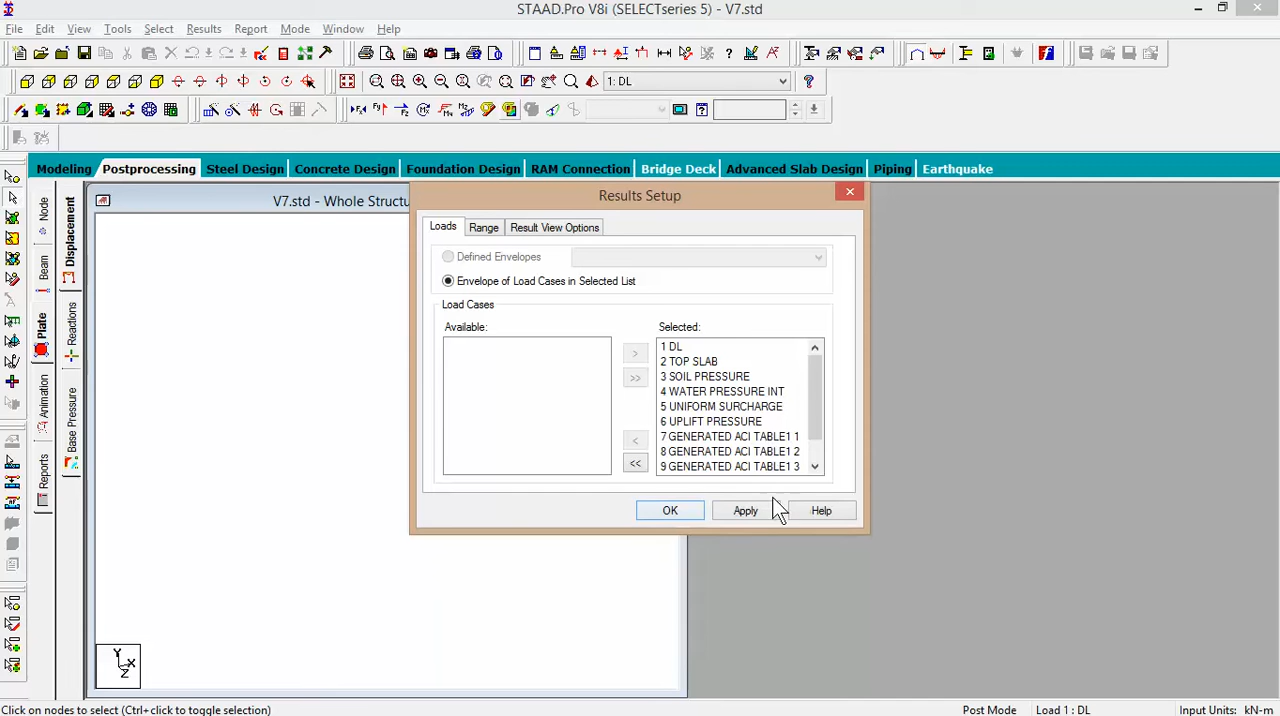 STAAD.Pro V8i (SELECTseries 5) - V7.std
File Edit View Tools Select Results Report Mode Window Help
1: DL
Modeling Postprocessing Steel Design Concrete Design Foundation Design RAM Connection Bridge Deck Advanced Slab Design Piping Earthquake
Node
Beam
Plate
Animation
Reports
Displacement
Reactions
Base Pressure
V7.std - Whole Structu
Results Setup
Loads Range Result View Options
Defined Envelopes
Envelope of Load Cases in Selected List
Load Cases
Available:
Selected:
1 DL
2 TOP SLAB
3 SOIL PRESSURE
4 WATER PRESSURE INT
5 UNIFORM SURCHARGE
6 UPLIFT PRESSURE
7 GENERATED ACI TABLE1 1
8 GENERATED ACI TABLE1 2
9 GENERATED ACI TABLE1 3
>
>>
<
<<
OK Apply Help
Y
X
Z
Click on nodes to select (Ctrl+click to toggle selection) Post Mode Load 1 : DL Input Units: kN-m